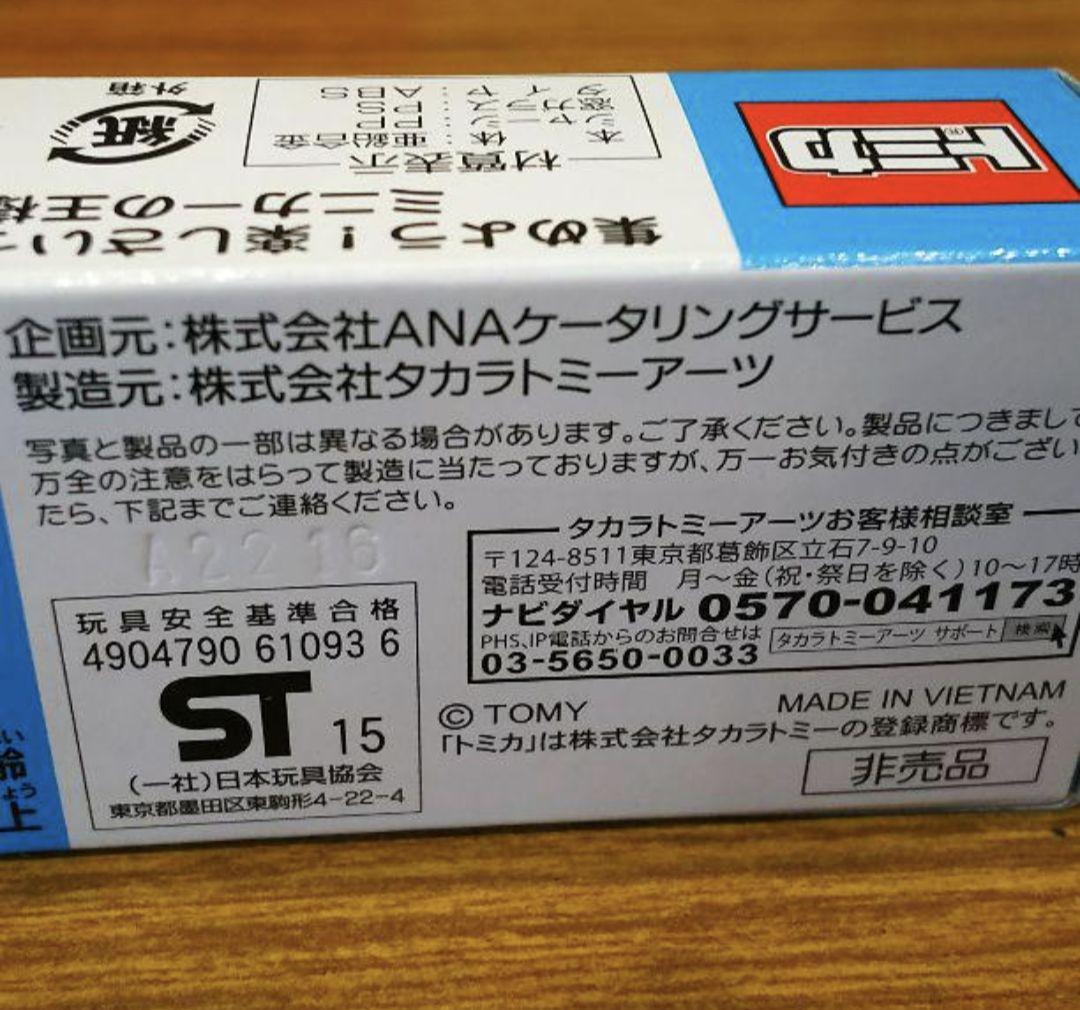 トミカ®
集めよう!楽しさいっ
ミニカーの王様
材質表示
本体:亜鉛合金
シャーシ:PP
窓ガラス:PS
タイヤ:ABS
外箱
紙
企画元:株式会社ANAケータリングサービス
製造元:株式会社タカラトミーアーツ
写真と製品の一部は異なる場合があります。ご了承ください。製品につきまして
万全の注意をはらって製造に当たっておりますが、万一お気付きの点がござい
たら、下記までご連絡ください。
A22 16
玩具安全基準合格
4904790 61093 6
ST 15
(一社)日本玩具協会
東京都墨田区東駒形4-22-4
タカラトミーアーツお客様相談室
〒124-8511東京都葛飾区立石7-9-10
電話受付時間 月〜金(祝・祭日を除く)10〜17時
ナビダイヤル 0570-041173
PHS、IP電話からのお問合せは
03-5650-0033
タカラトミーアーツ サポート 検索
© TOMY
MADE IN VIETNAM
「トミカ」は株式会社タカラトミーの登録商標です。
非売品
齢
上